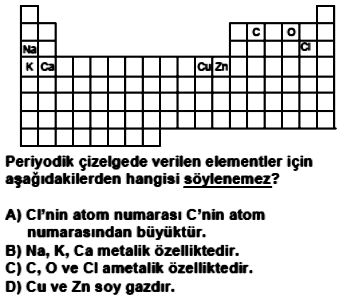 C O
Na Cl
K Ca Cu Zn
Periyodik çizelgede verilen elementler için
aşağıdakilerden hangisi söylenemez?
A) Cl’nin atom numarası C’nin atom
numarasından büyüktür.
B) Na, K, Ca metalik özelliktedir.
C) C, O ve Cl ametalik özelliktedir.
D) Cu ve Zn soy gazdır.